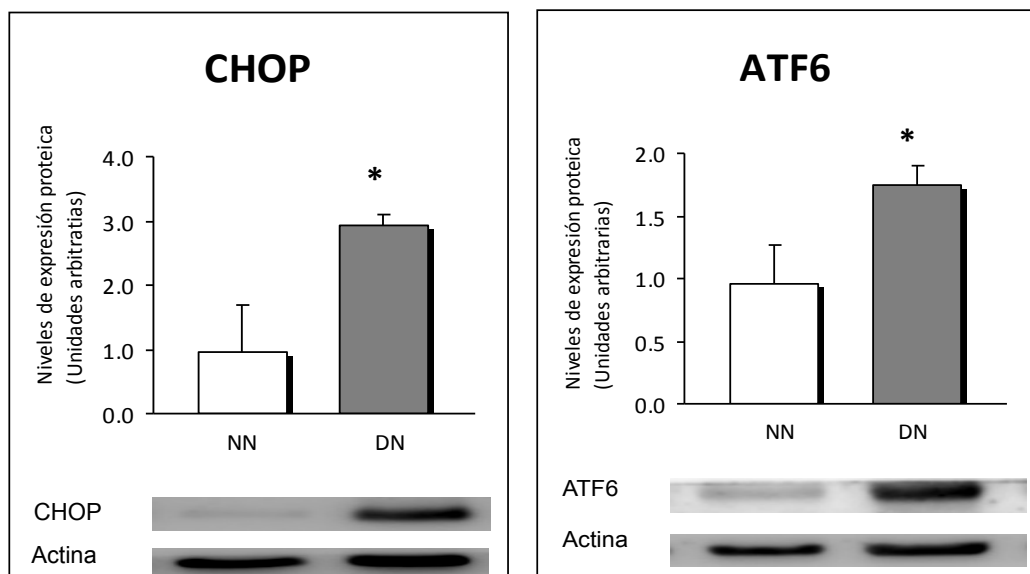 CHOP
Niveles de expresión proteica
(Unidades arbitratias)
4.0
3.0
2.0
1.0
0.0
*
NN DN
CHOP
Actina
ATF6
Niveles de expresión proteica
(Unidades arbitrarias)
2.0
1.5
1.0
0.5
0.0
*
NN DN
ATF6
Actina